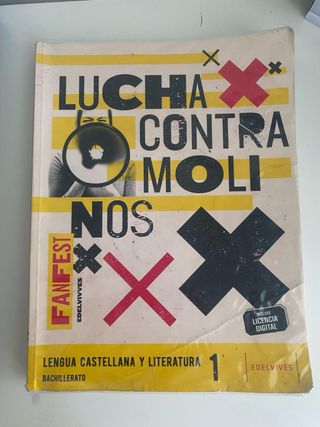 LUCHA
CONTRA
MOLI
NOS
FANFEST
EDELVIVES
INCLUYE
LICENCIA
DIGITAL
LENGUA CASTELLANA Y LITERATURA 1
BACHILLERATO
EDELVIVES